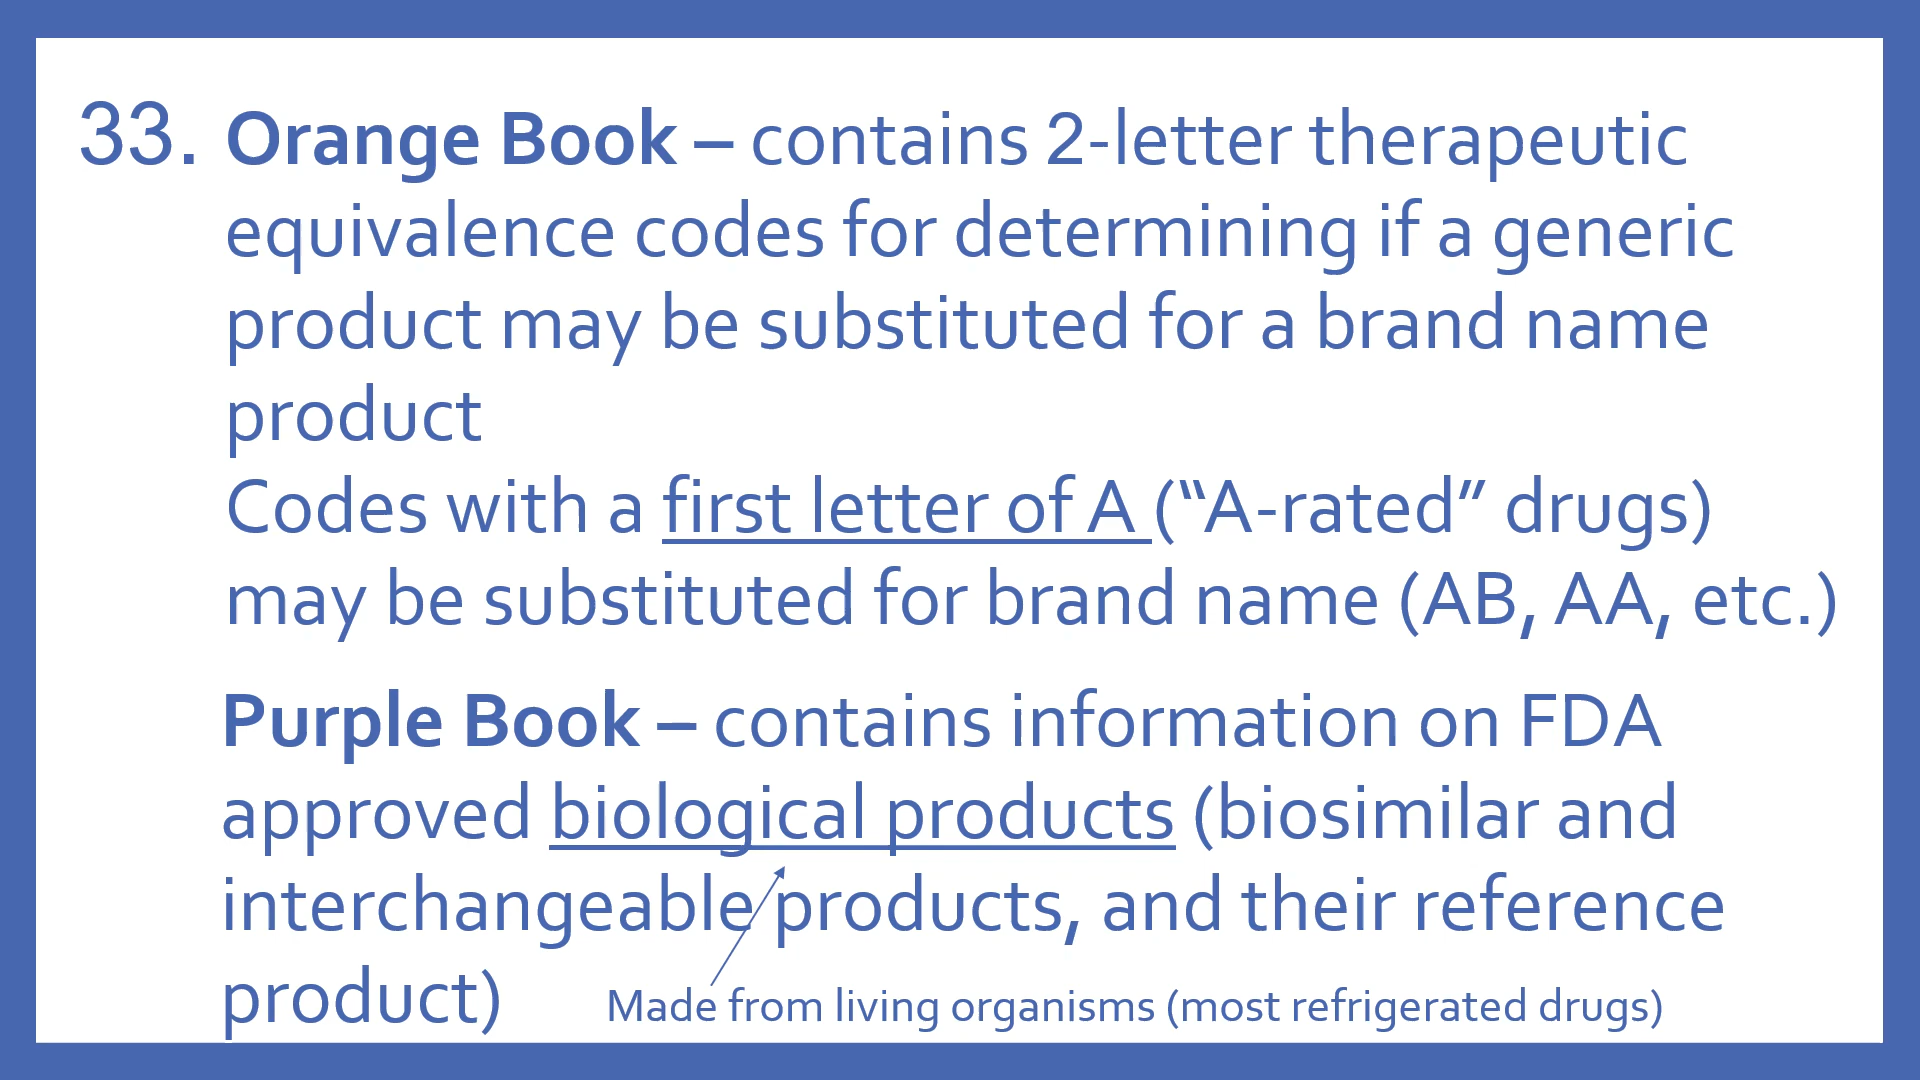 33. Orange Book – contains 2-letter therapeutic
equivalence codes for determining if a generic
product may be substituted for a brand name
product
Codes with a first letter of A (“A-rated” drugs)
may be substituted for brand name (AB, AA, etc.)
Purple Book – contains information on FDA
approved biological products (biosimilar and
interchangeable products, and their reference
product)
Made from living organisms (most refrigerated drugs)